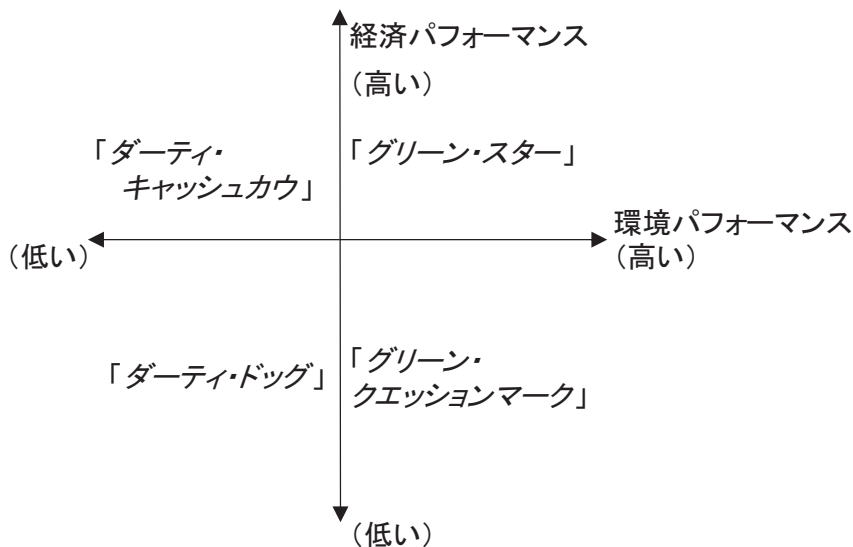 経済パフォーマンス
（高い）
「ダーティ・
キャッシュカウ」
「グリーン・スター」
（低い）
環境パフォーマンス
（高い）
「ダーティ・ドッグ」
「グリーン・
クエッションマーク」
（低い）